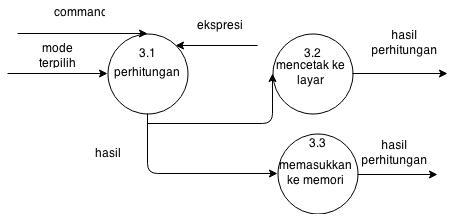 command
ekspresi
mode
terpilih
3.1
perhitungan
3.2
mencetak ke
layar
hasil
perhitungan
hasil
3.3
memasukkan
ke memori
hasil
perhitungan